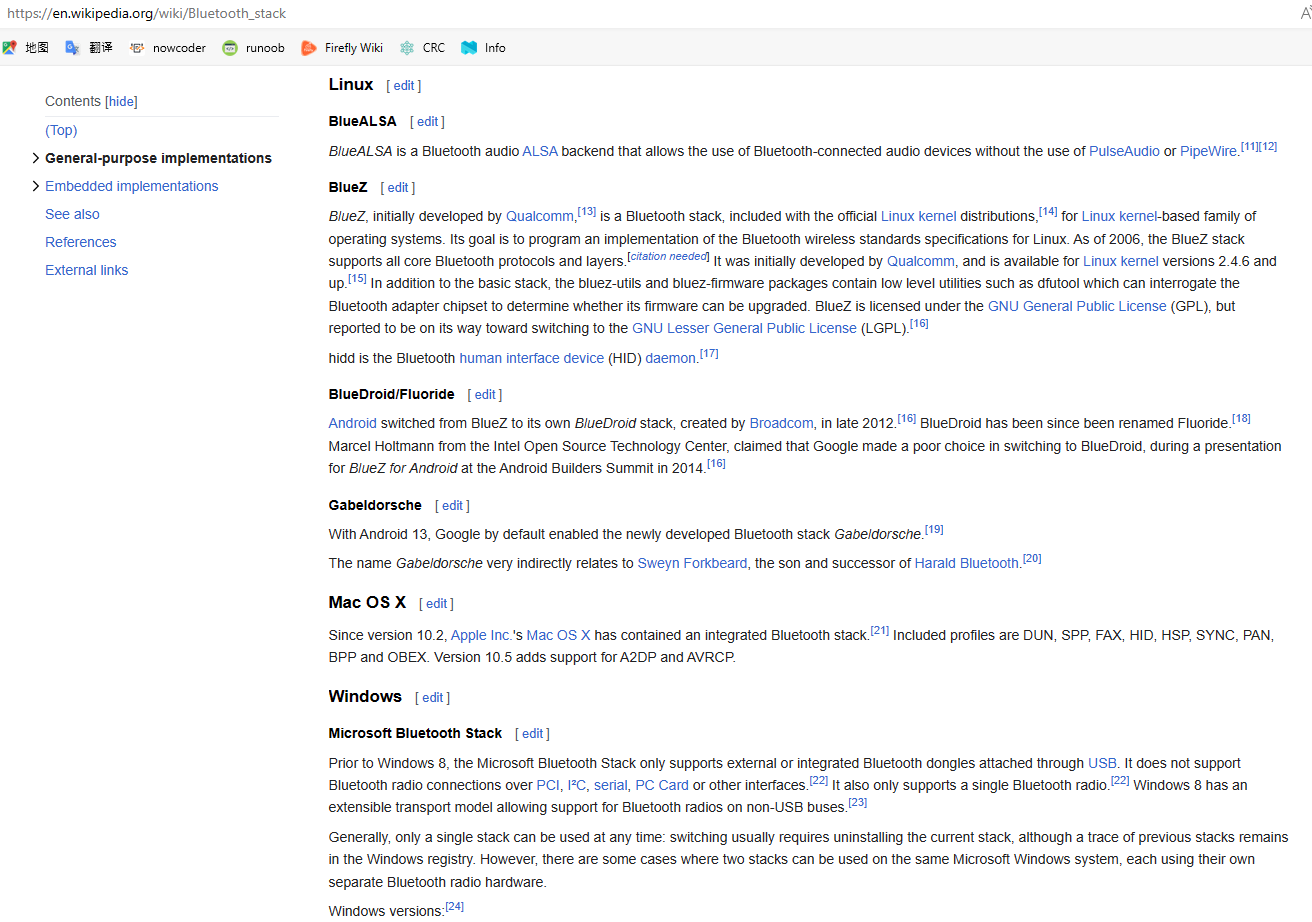 https://en.wikipedia.org/wiki/Bluetooth_stack
地图 翻译 nowcoder runoob Firefly Wiki CRC Info
Contents [hide]
(Top)
General-purpose implementations
Embedded implementations
See also
References
External links
Linux [ edit ]
BlueALSA [ edit ]
BlueALSA is a Bluetooth audio ALSA backend that allows the use of Bluetooth-connected audio devices without the use of PulseAudio or PipeWire.[11][12]
BlueZ [ edit ]
BlueZ, initially developed by Qualcomm,[13] is a Bluetooth stack, included with the official Linux kernel distributions,[14] for Linux kernel-based family of
operating systems. Its goal is to program an implementation of the Bluetooth wireless standards specifications for Linux. As of 2006, the BlueZ stack
supports all core Bluetooth protocols and layers.[citation needed] It was initially developed by Qualcomm, and is available for Linux kernel versions 2.4.6 and
up.[15] In addition to the basic stack, the bluez-utils and bluez-firmware packages contain low level utilities such as dfutool which can interrogate the
Bluetooth adapter chipset to determine whether its firmware can be upgraded. BlueZ is licensed under the GNU General Public License (GPL), but
reported to be on its way toward switching to the GNU Lesser General Public License (LGPL).[16]
hidd is the Bluetooth human interface device (HID) daemon.[17]
BlueDroid/Fluoride [ edit ]
Android switched from BlueZ to its own BlueDroid stack, created by Broadcom, in late 2012.[16] BlueDroid has been since been renamed Fluoride.[18]
Marcel Holtmann from the Intel Open Source Technology Center, claimed that Google made a poor choice in switching to BlueDroid, during a presentation
for BlueZ for Android at the Android Builders Summit in 2014.[16]
Gabeldorsche [ edit ]
With Android 13, Google by default enabled the newly developed Bluetooth stack Gabeldorsche.[19]
The name Gabeldorsche very indirectly relates to Sweyn Forkbeard, the son and successor of Harald Bluetooth.[20]
Mac OS X [ edit ]
Since version 10.2, Apple Inc.'s Mac OS X has contained an integrated Bluetooth stack.[21] Included profiles are DUN, SPP, FAX, HID, HSP, SYNC, PAN,
BPP and OBEX. Version 10.5 adds support for A2DP and AVRCP.
Windows [ edit ]
Microsoft Bluetooth Stack [ edit ]
Prior to Windows 8, the Microsoft Bluetooth Stack only supports external or integrated Bluetooth dongles attached through USB. It does not support
Bluetooth radio connections over PCI, I²C, serial, PC Card or other interfaces.[22] It also only supports a single Bluetooth radio.[22] Windows 8 has an
extensible transport model allowing support for Bluetooth radios on non-USB buses.[23]
Generally, only a single stack can be used at any time: switching usually requires uninstalling the current stack, although a trace of previous stacks remains
in the Windows registry. However, there are some cases where two stacks can be used on the same Microsoft Windows system, each using their own
separate Bluetooth radio hardware.
Windows versions:[24]